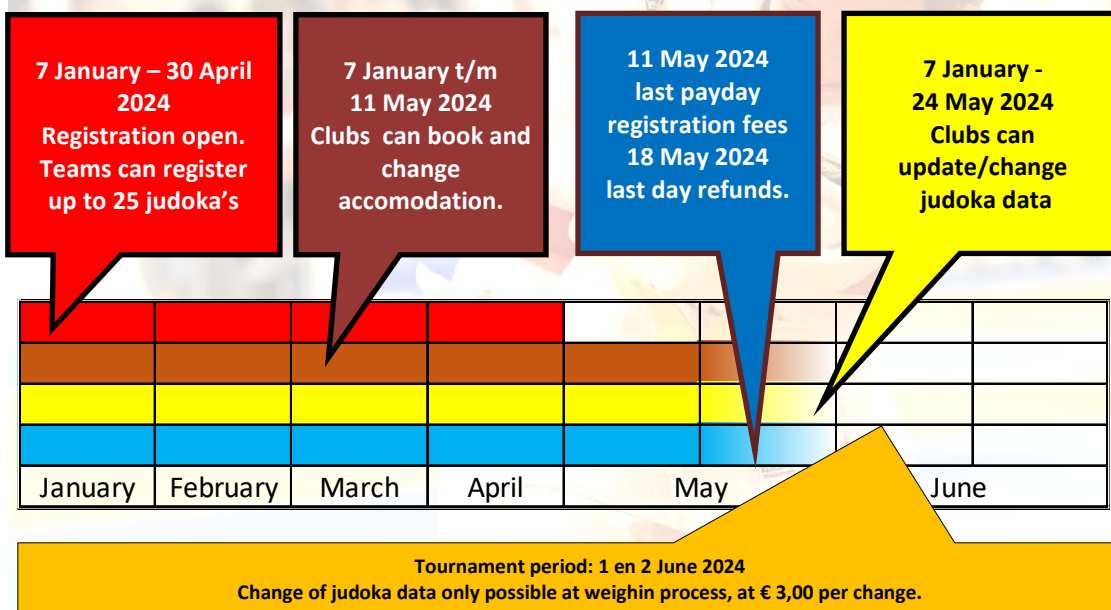 7 January – 30 April
2024
Registration open.
Teams can register
up to 25 judoka’s
7 January t/m
11 May 2024
Clubs can book and
change
accomodation.
11 May 2024
last payday
registration fees
18 May 2024
last day refunds.
7 January -
24 May 2024
Clubs can
update/change
judoka data
January February March April May June
Tournament period: 1 en 2 June 2024
Change of judoka data only possible at weighin process, at € 3,00 per change.